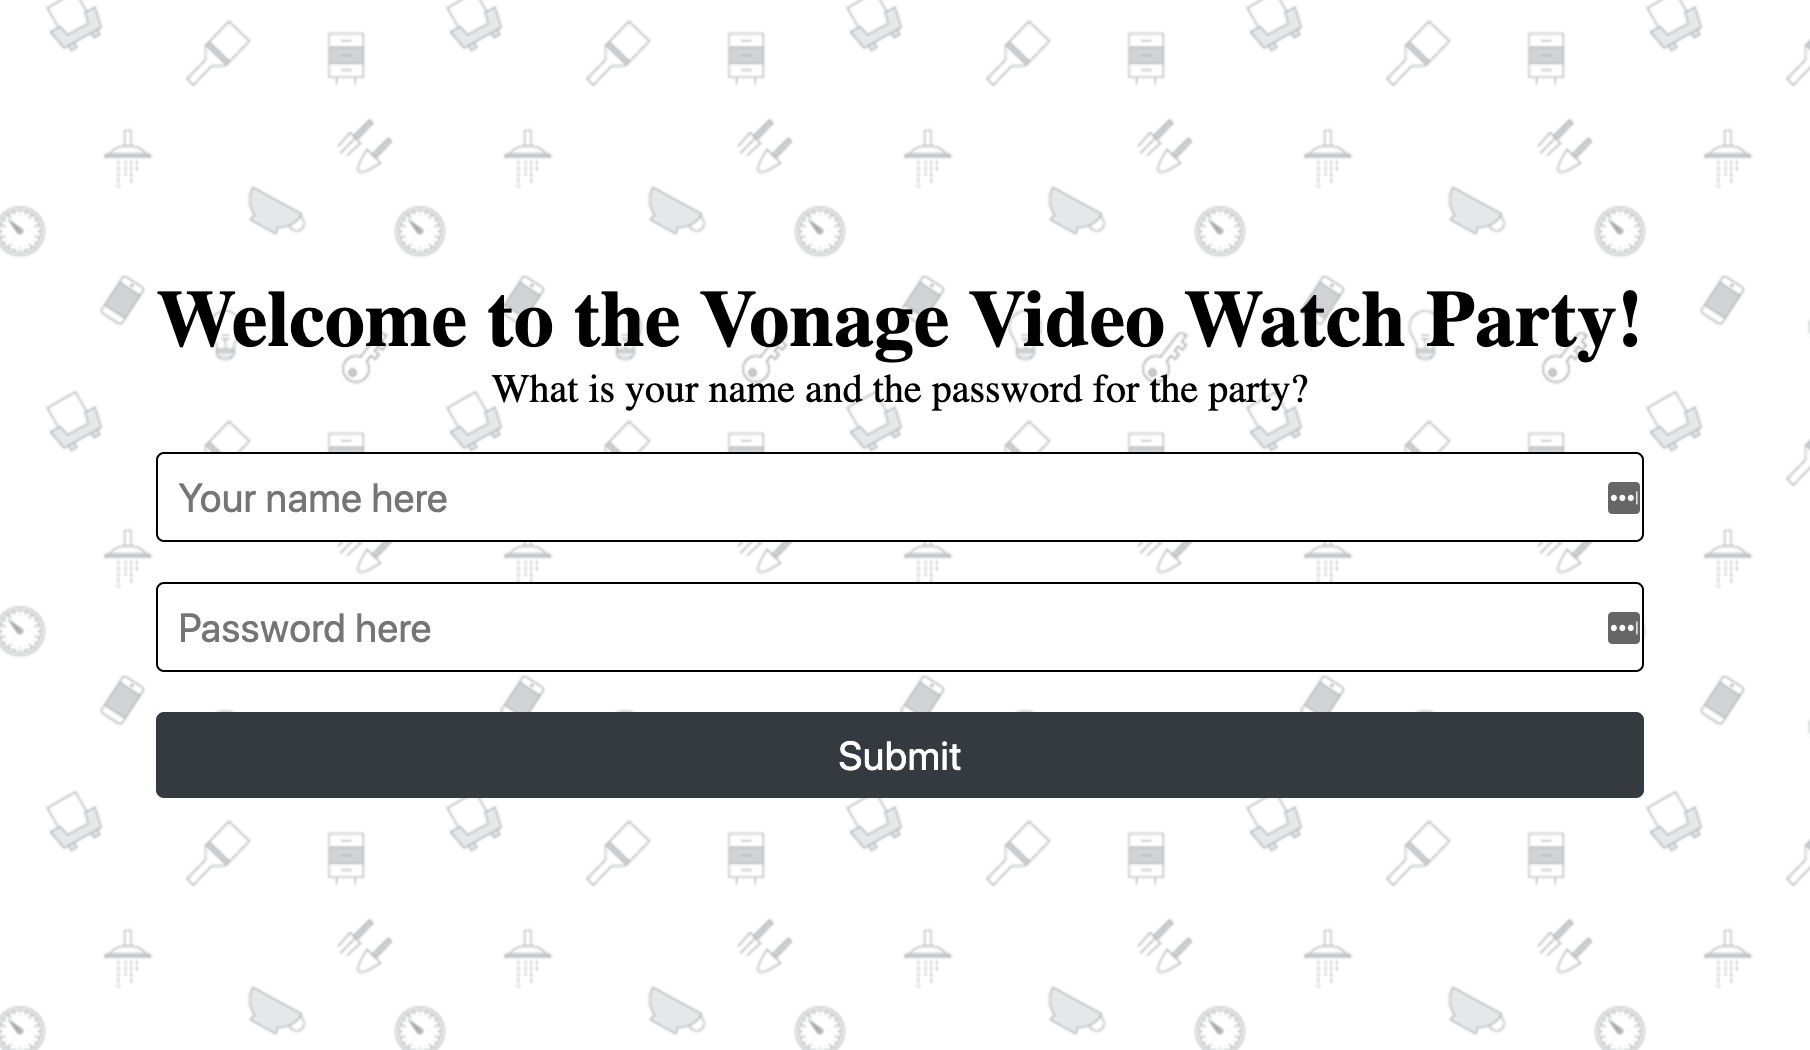 Welcome to the Vonage Video Watch Party!
What is your name and the password for the party?
Your name here
Password here
Submit